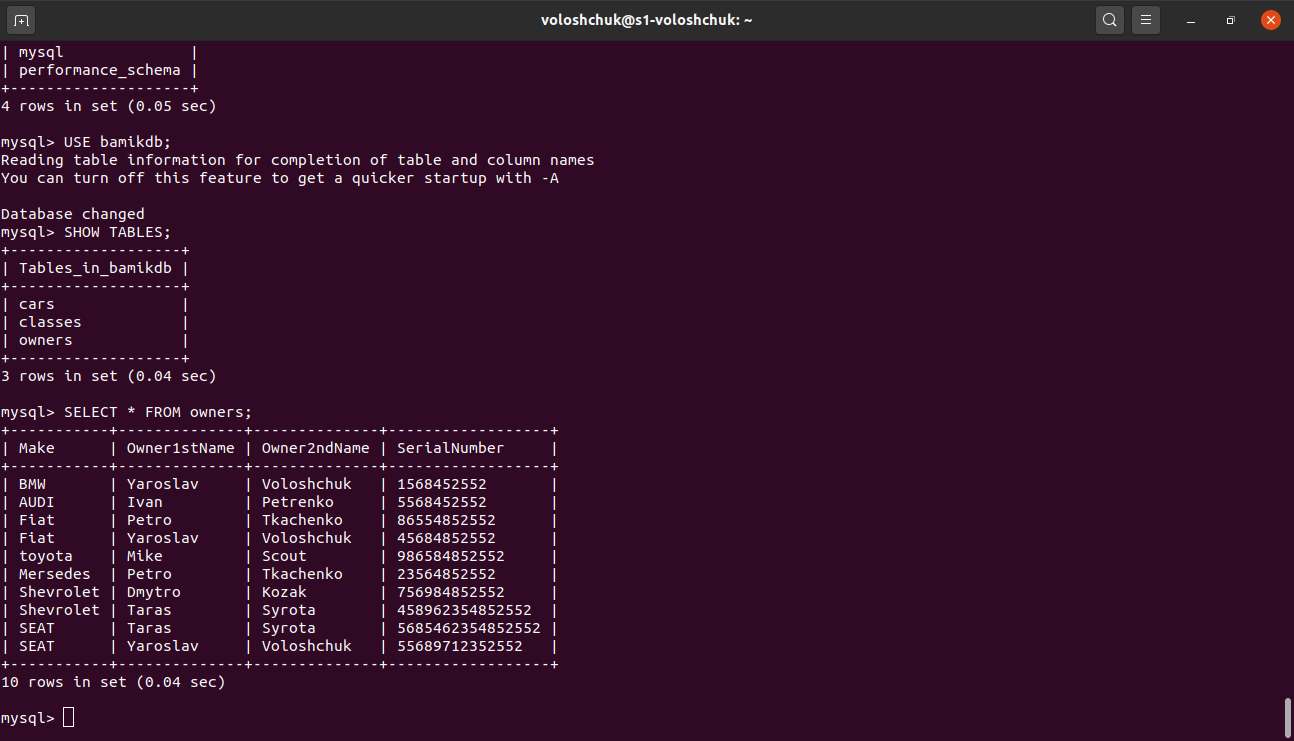 voloshchuk@s1-voloshchuk: ~
| mysql              |
| performance_schema |
+--------------------+
4 rows in set (0.05 sec)
mysql> USE bamikdb;
Reading table information for completion of table and column names
You can turn off this feature to get a quicker startup with -A
Database changed
mysql> SHOW TABLES;
+-------------------+
| Tables_in_bamikdb |
+-------------------+
| cars              |
| classes           |
| owners            |
+-------------------+
3 rows in set (0.04 sec)
mysql> SELECT * FROM owners;
+-----------+--------------+--------------+------------------+
| Make      | Owner1stName | Owner2ndName | SerialNumber     |
+-----------+--------------+--------------+------------------+
| BMW       | Yaroslav     | Voloshchuk   | 1568452552       |
| AUDI      | Ivan         | Petrenko     | 5568452552       |
| Fiat      | Petro        | Tkachenko    | 86554852552      |
| Fiat      | Yaroslav     | Voloshchuk   | 45684852552      |
| toyota    | Mike         | Scout        | 986584852552     |
| Mersedes  | Petro        | Tkachenko    | 23564852552      |
| Shevrolet | Dmytro       | Kozak        | 756984852552     |
| Shevrolet | Taras        | Syrota       | 458962354852552  |
| SEAT      | Taras        | Syrota       | 5685462354852552 |
| SEAT      | Yaroslav     | Voloshchuk   | 55689712352552   |
+-----------+--------------+--------------+------------------+
10 rows in set (0.04 sec)
mysql>